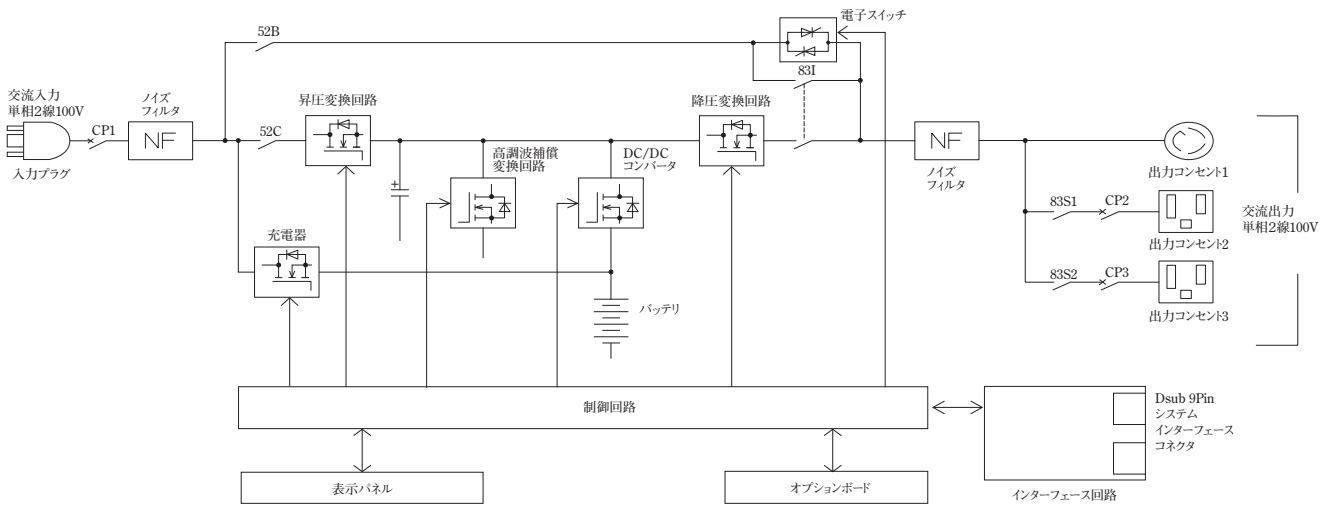 電子スイッチ
52B
83I
交流入力
単相2線100V
ノイズ
フィルタ
昇圧変換回路
降圧変換回路
CP1
NF
52C
高調波補償
変換回路
DC/DC
コンバータ
NF
入力プラグ
ノイズ
フィルタ
出力コンセント1
+
83S1
CP2
交流出力
単相2線100V
充電器
出力コンセント2
83S2
CP3
バッテリ
出力コンセント3
制御回路
Dsub 9Pin
システム
インターフェース
コネクタ
表示パネル
オプションボード
インターフェース回路